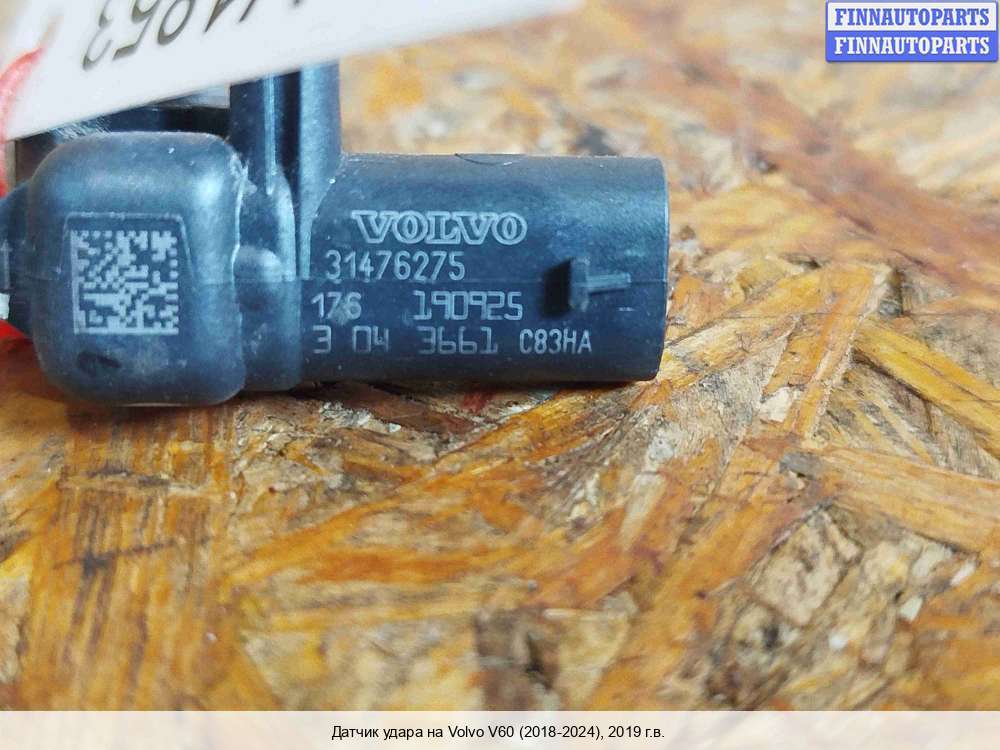 FINNAUTOPARTS
FINNAUTOPARTS
VOLVO
31476275
176 190925
3 04 3661 C83HA
Датчик удара на Volvo V60 (2018-2024), 2019 г.в.